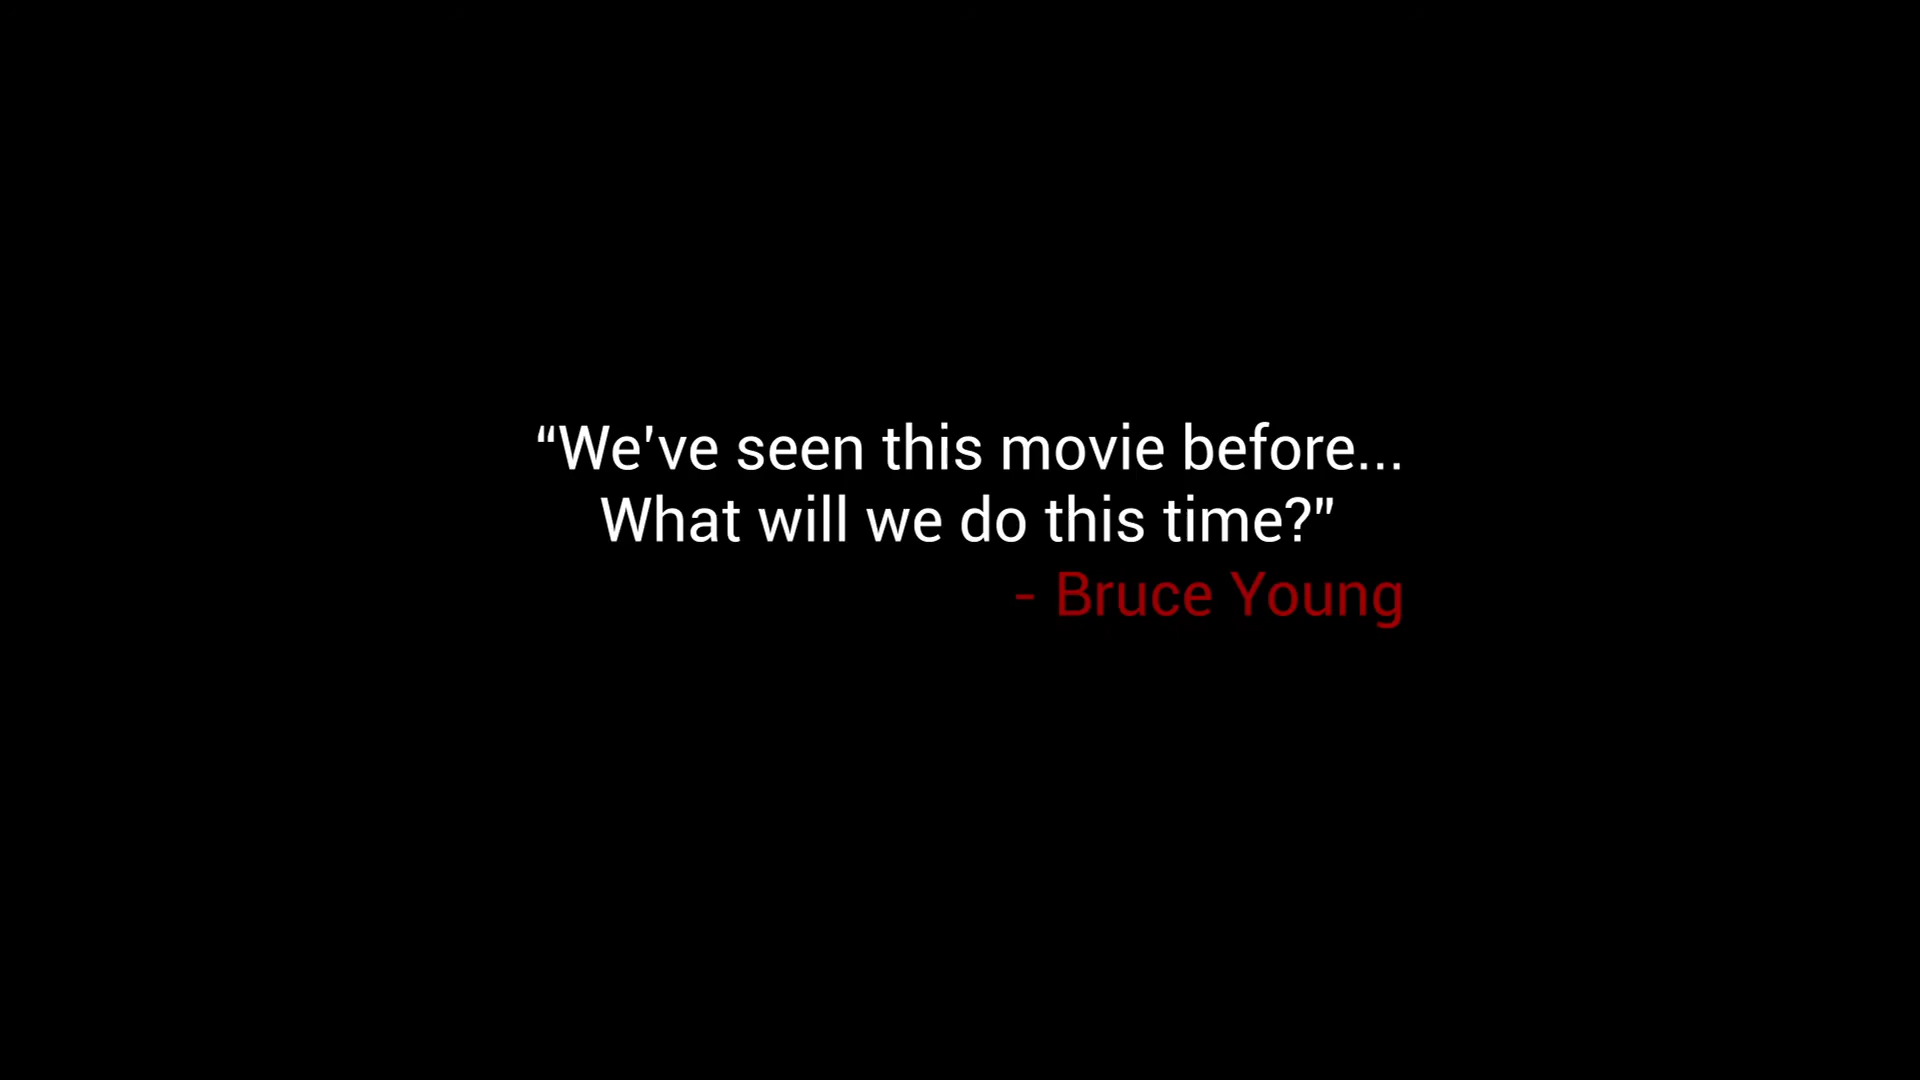 “We've seen this movie before...
What will we do this time?”
- Bruce Young